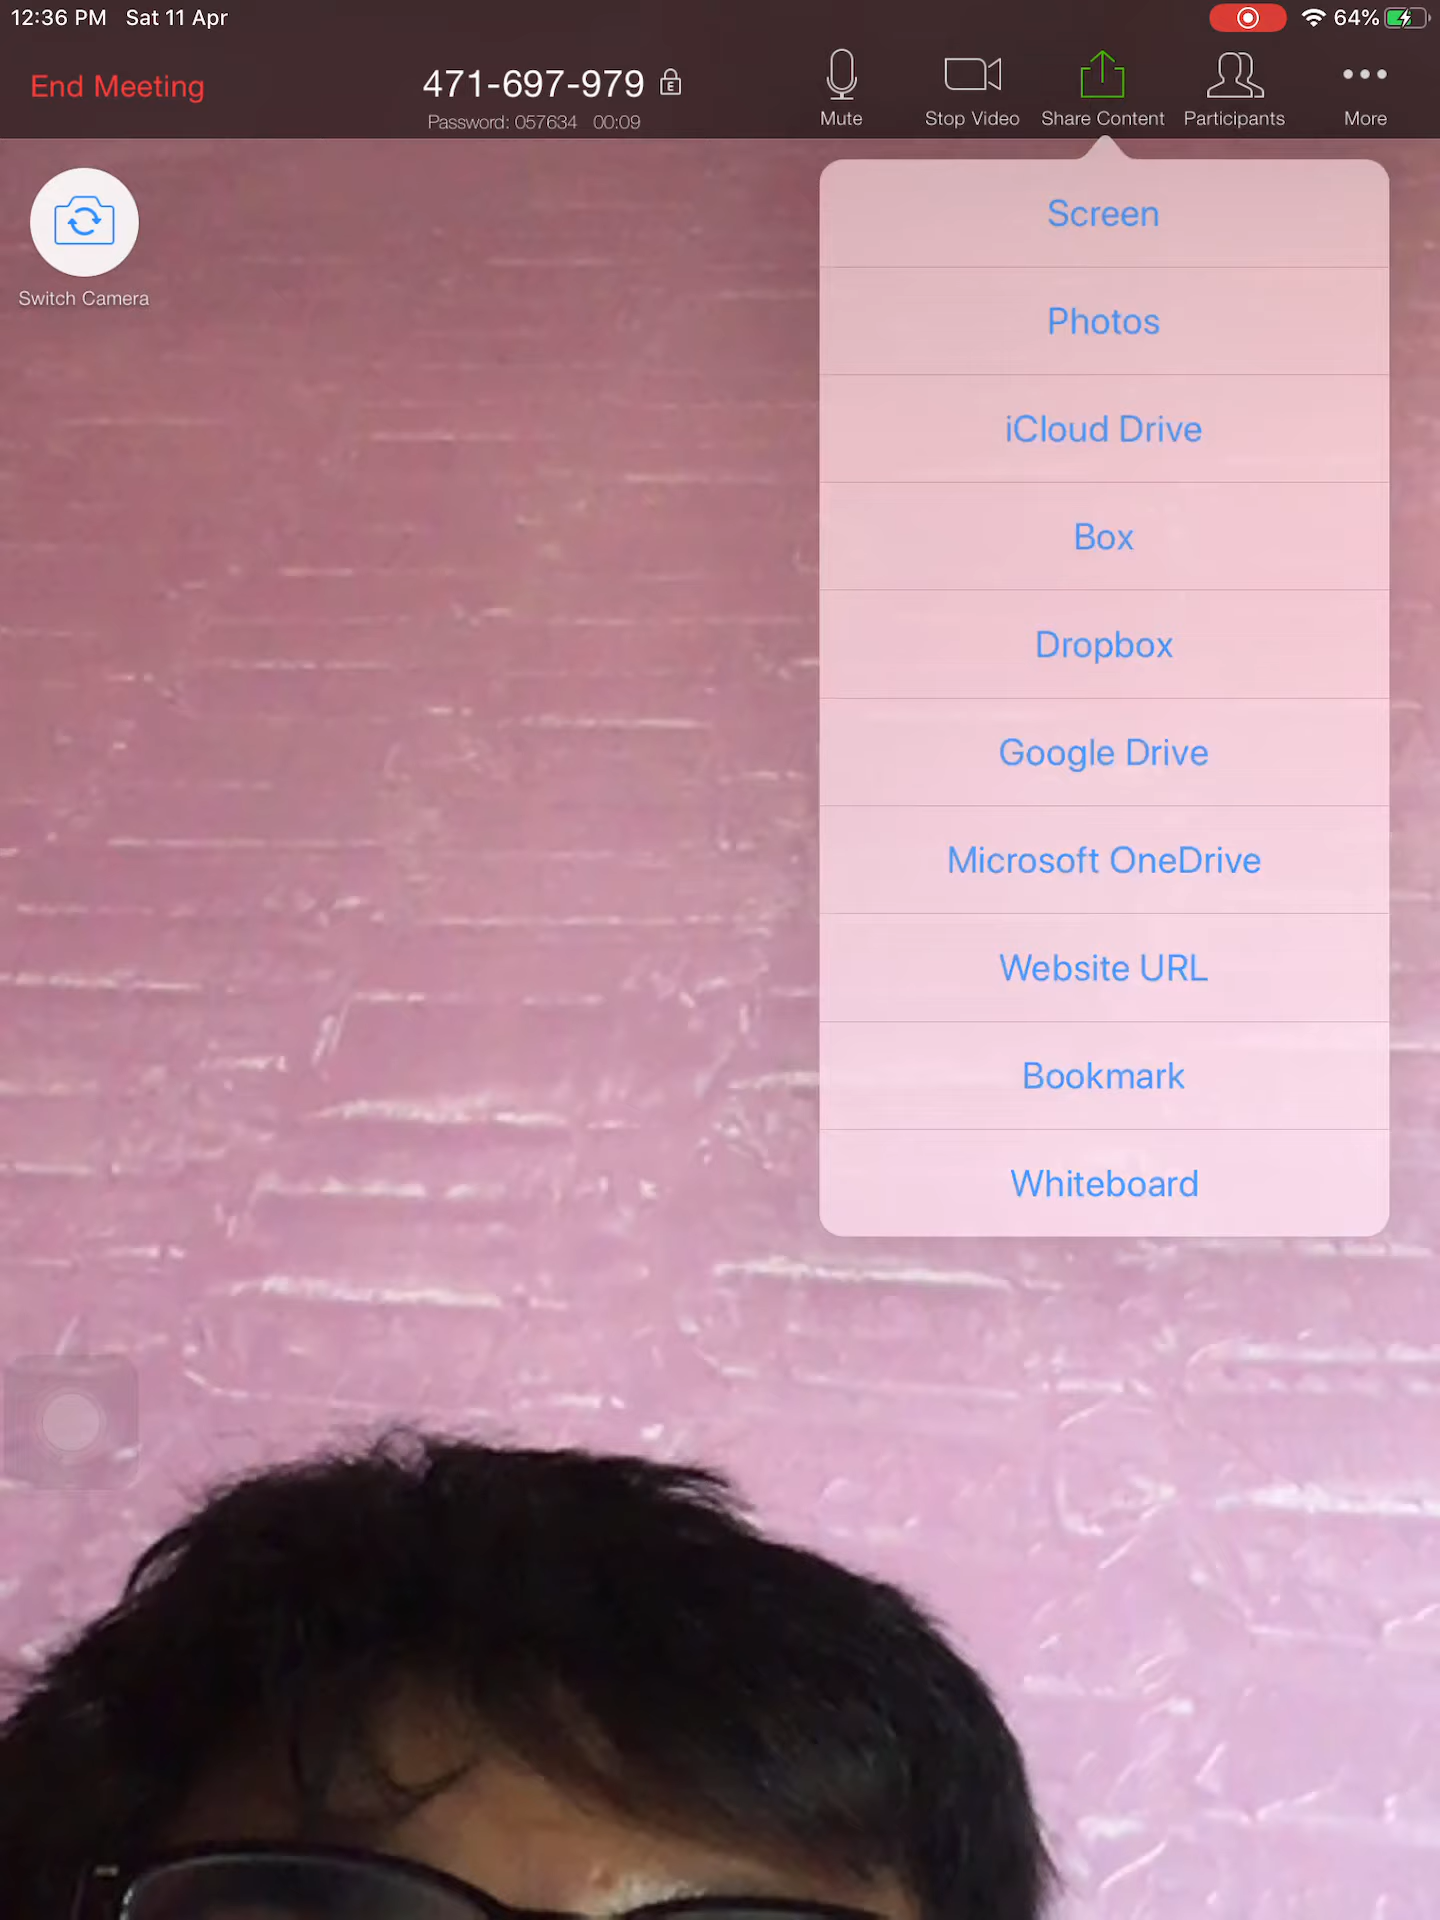 12:36 PM Sat 11 Apr 64%
End Meeting
471-697-979 E
Password: 057634 00:09
Mute Stop Video Share Content Participants More
Switch Camera
Screen
Photos
iCloud Drive
Box
Dropbox
Google Drive
Microsoft OneDrive
Website URL
Bookmark
Whiteboard